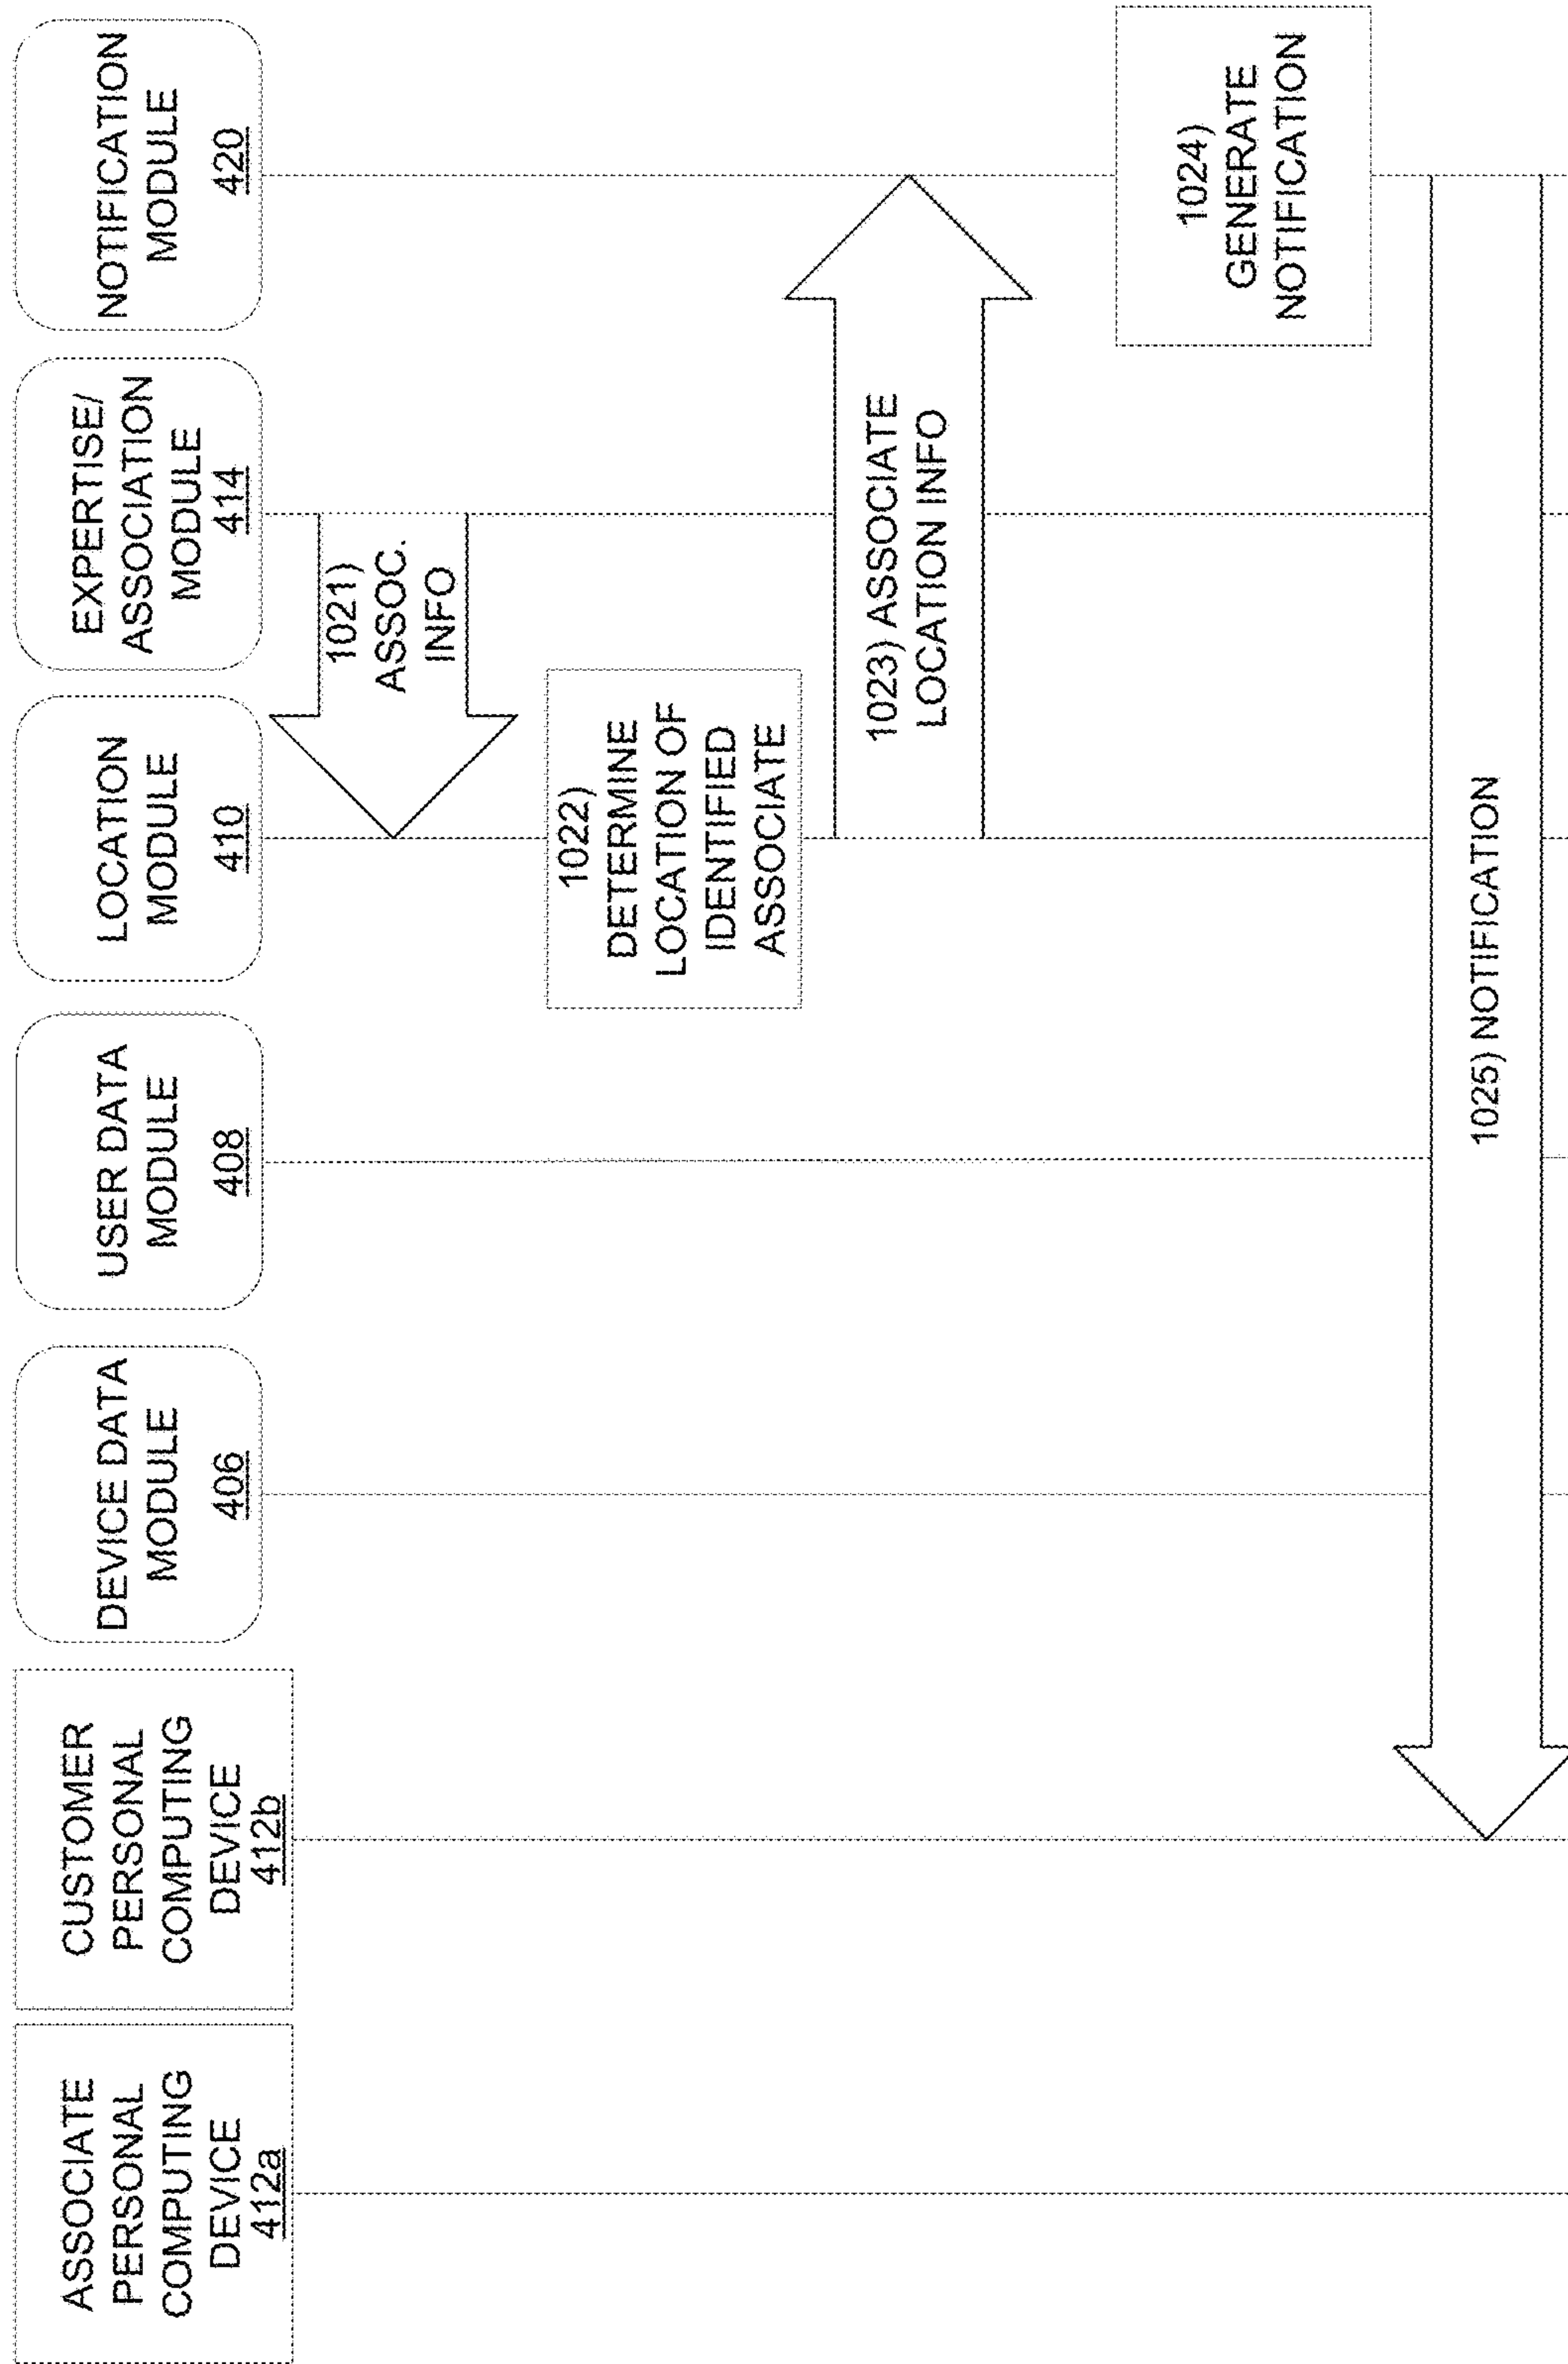 ASSOCIATE
PERSONAL
COMPUTING
DEVICE
412a
CUSTOMER
PERSONAL
COMPUTING
DEVICE
412b
DEVICE DATA
MODULE
406
USER DATA
MODULE
408
LOCATION
MODULE
410
EXPERTISE/
ASSOCIATION
MODULE
414
NOTIFICATION
MODULE
420
1021)
ASSOC.
INFO
1022)
DETERMINE
LOCATION OF
IDENTIFIED
ASSOCIATE
1023) ASSOCIATE
LOCATION INFO
1024)
GENERATE
NOTIFICATION
1025) NOTIFICATION